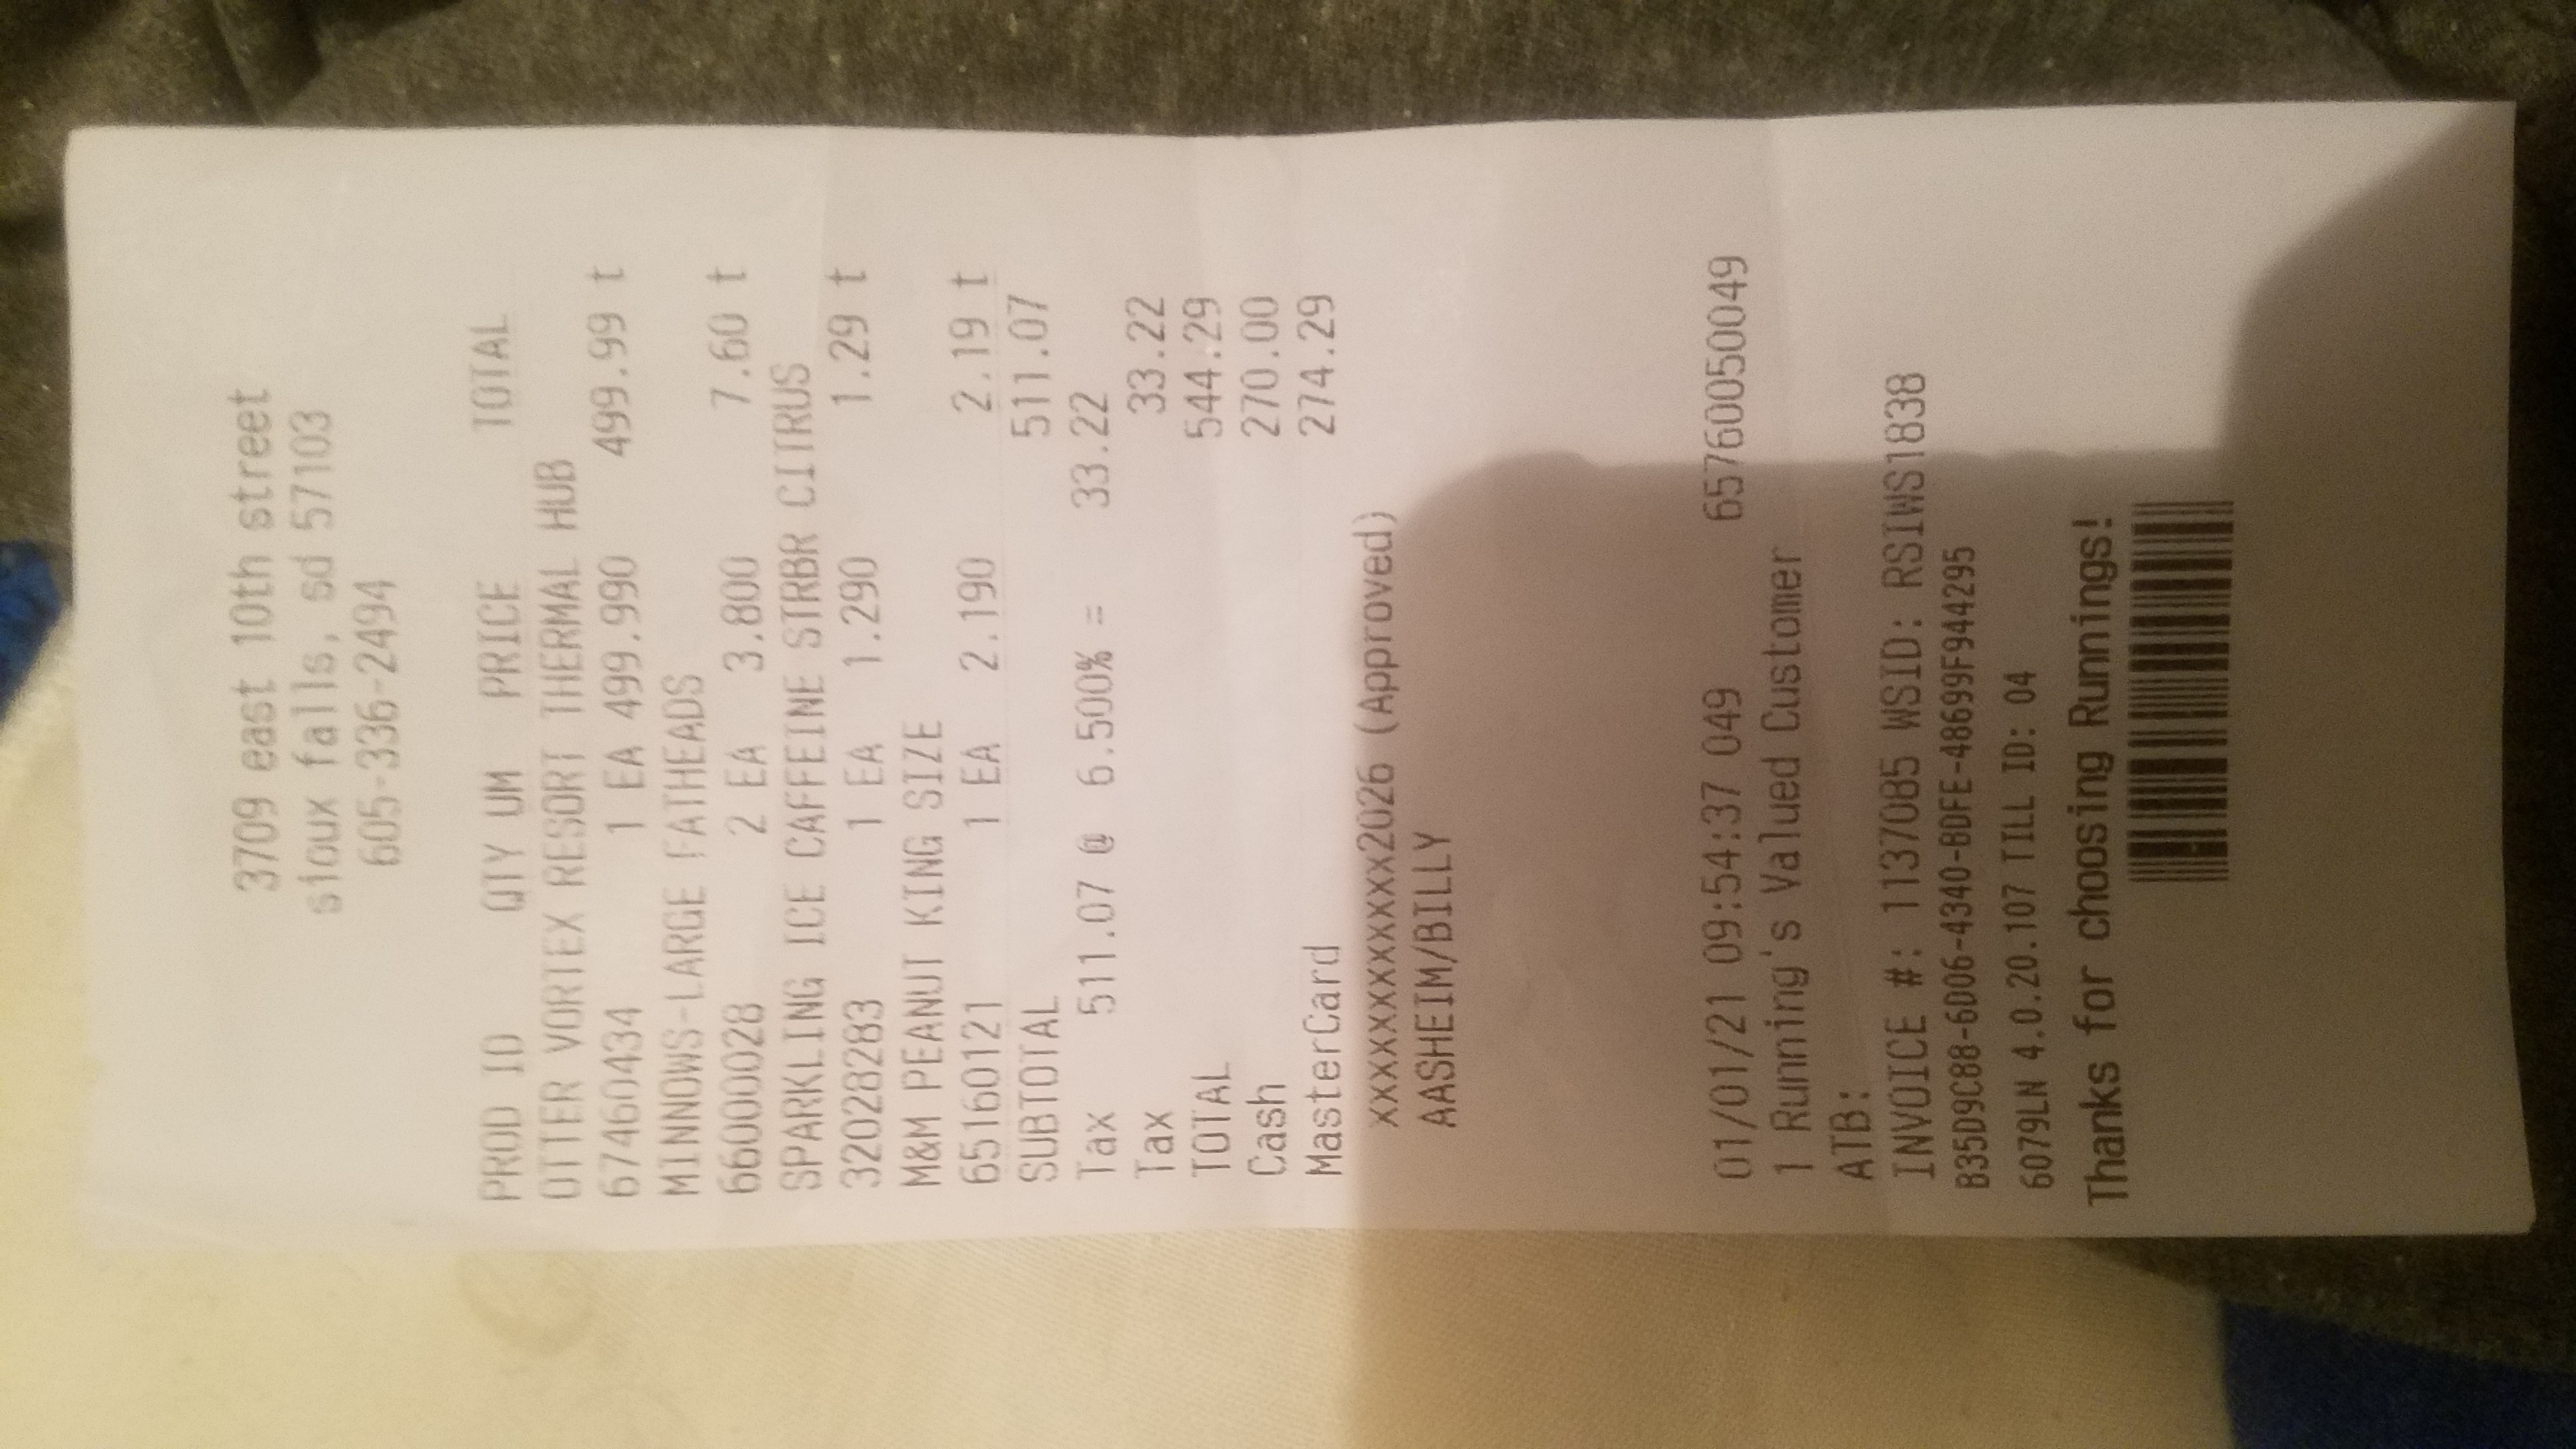 3709 east 10th street
sioux falls, sd 57103
605-336-2494
PROD ID QTY UM PRICE TOTAL
OTTER VORTEX RESORT THERMAL HUB
67460434 1 EA 499.990 499.99 t
MINNOWS-LARGE FATHEADS
66000028 2 EA 3.800 7.60 t
SPARKLING ICE CAFFEINE STRBR CITRUS
32028283 1 EA 1.290 1.29 t
M&M PEANUT KING SIZE
65160121 1 EA 2.190 2.19 t
SUBTOTAL 511.07
Tax 511.07 @ 6.500% = 33.22
Tax 33.22
TOTAL 544.29
Cash 270.00
MasterCard 274.29
xxxxxxxxxxxx2026 (Approved)
AASHEIM/BILLY
01/01/21 09:54:37 049 6576005004​9
1 Running's Valued Customer
ATB:
INVOICE #: 1137085 WSID: RSIWS1838
B35D9C88-6D06-4340-BDFE-48699F944295
6079LN 4.0.20.107 TILL ID: 04
Thanks for choosing Runnings!